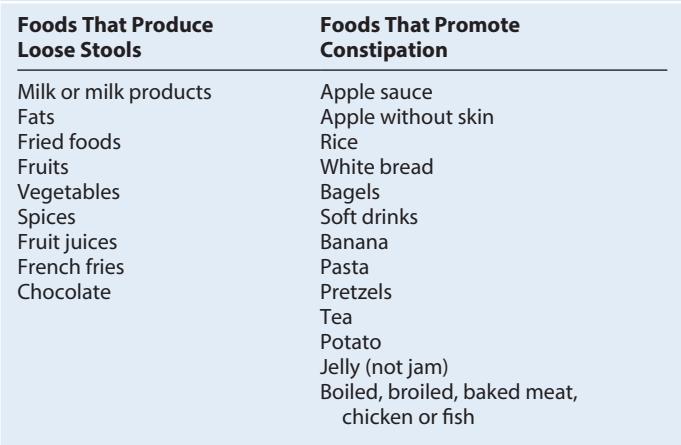 Foods That Produce
Loose Stools
Foods That Promote
Constipation
Milk or milk products
Fats
Fried foods
Fruits
Vegetables
Spices
Fruit juices
French fries
Chocolate
Apple sauce
Apple without skin
Rice
White bread
Bagels
Soft drinks
Banana
Pasta
Pretzels
Tea
Potato
Jelly (not jam)
Boiled, broiled, baked meat,
chicken or fish